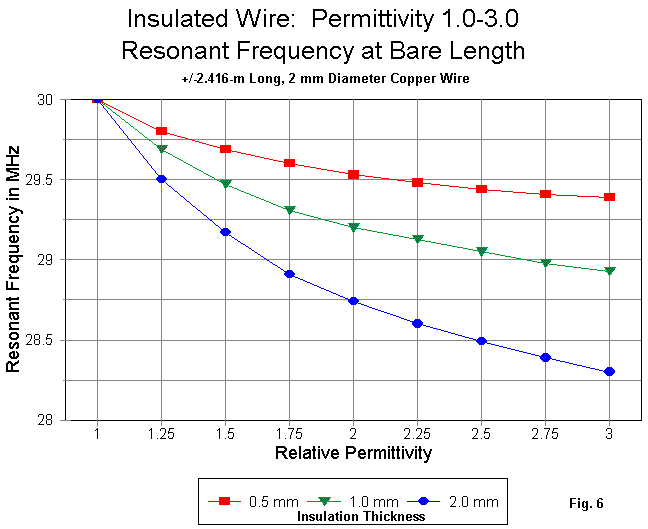 Insulated Wire:  Permittivity 1.0-3.0
Resonant Frequency at Bare Length
+/-2.416-m Long, 2 mm Diameter Copper Wire
Resonant Frequency in MHz
30
29.5
29
28.5
28
1 1.25 1.5 1.75 2 2.25 2.5 2.75 3
Relative Permittivity
0.5 mm 1.0 mm 2.0 mm
Insulation Thickness
Fig. 6